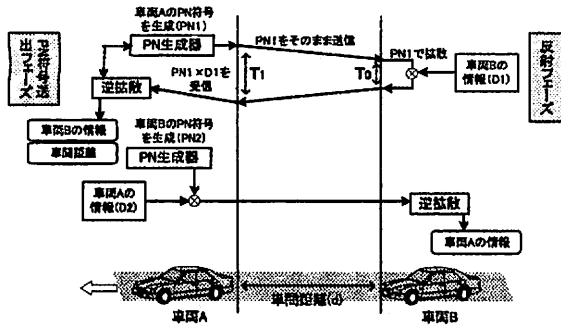 PN符号送
出フェーズ
車両AのPN符号
を生成(PN1)
PN生成器
PN1をそのまま送信
PN1で拡散
反射フェーズ
車両Bの
情報(D1)
T1
T0
PN1×D1を
受信
逆拡散
車両Bの情報
車間距離
車両BのPN符号
を生成(PN2)
PN生成器
車両Aの
情報(D2)
逆拡散
車両Aの情報
車間距離(d)
車両A
車両B